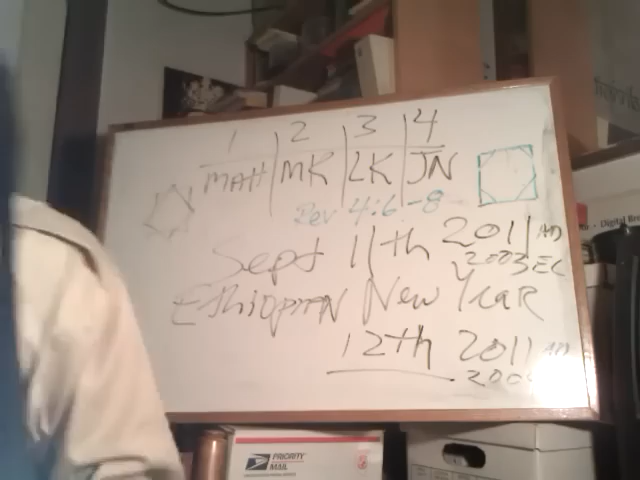 1 2 3 4
MATT MK LK JN
Rev 4:6-8
Sept 11th 2011 AD
2003 EC
EThiOPIAN New YeaR
12th 2011 AD
PRIORITY
MAIL